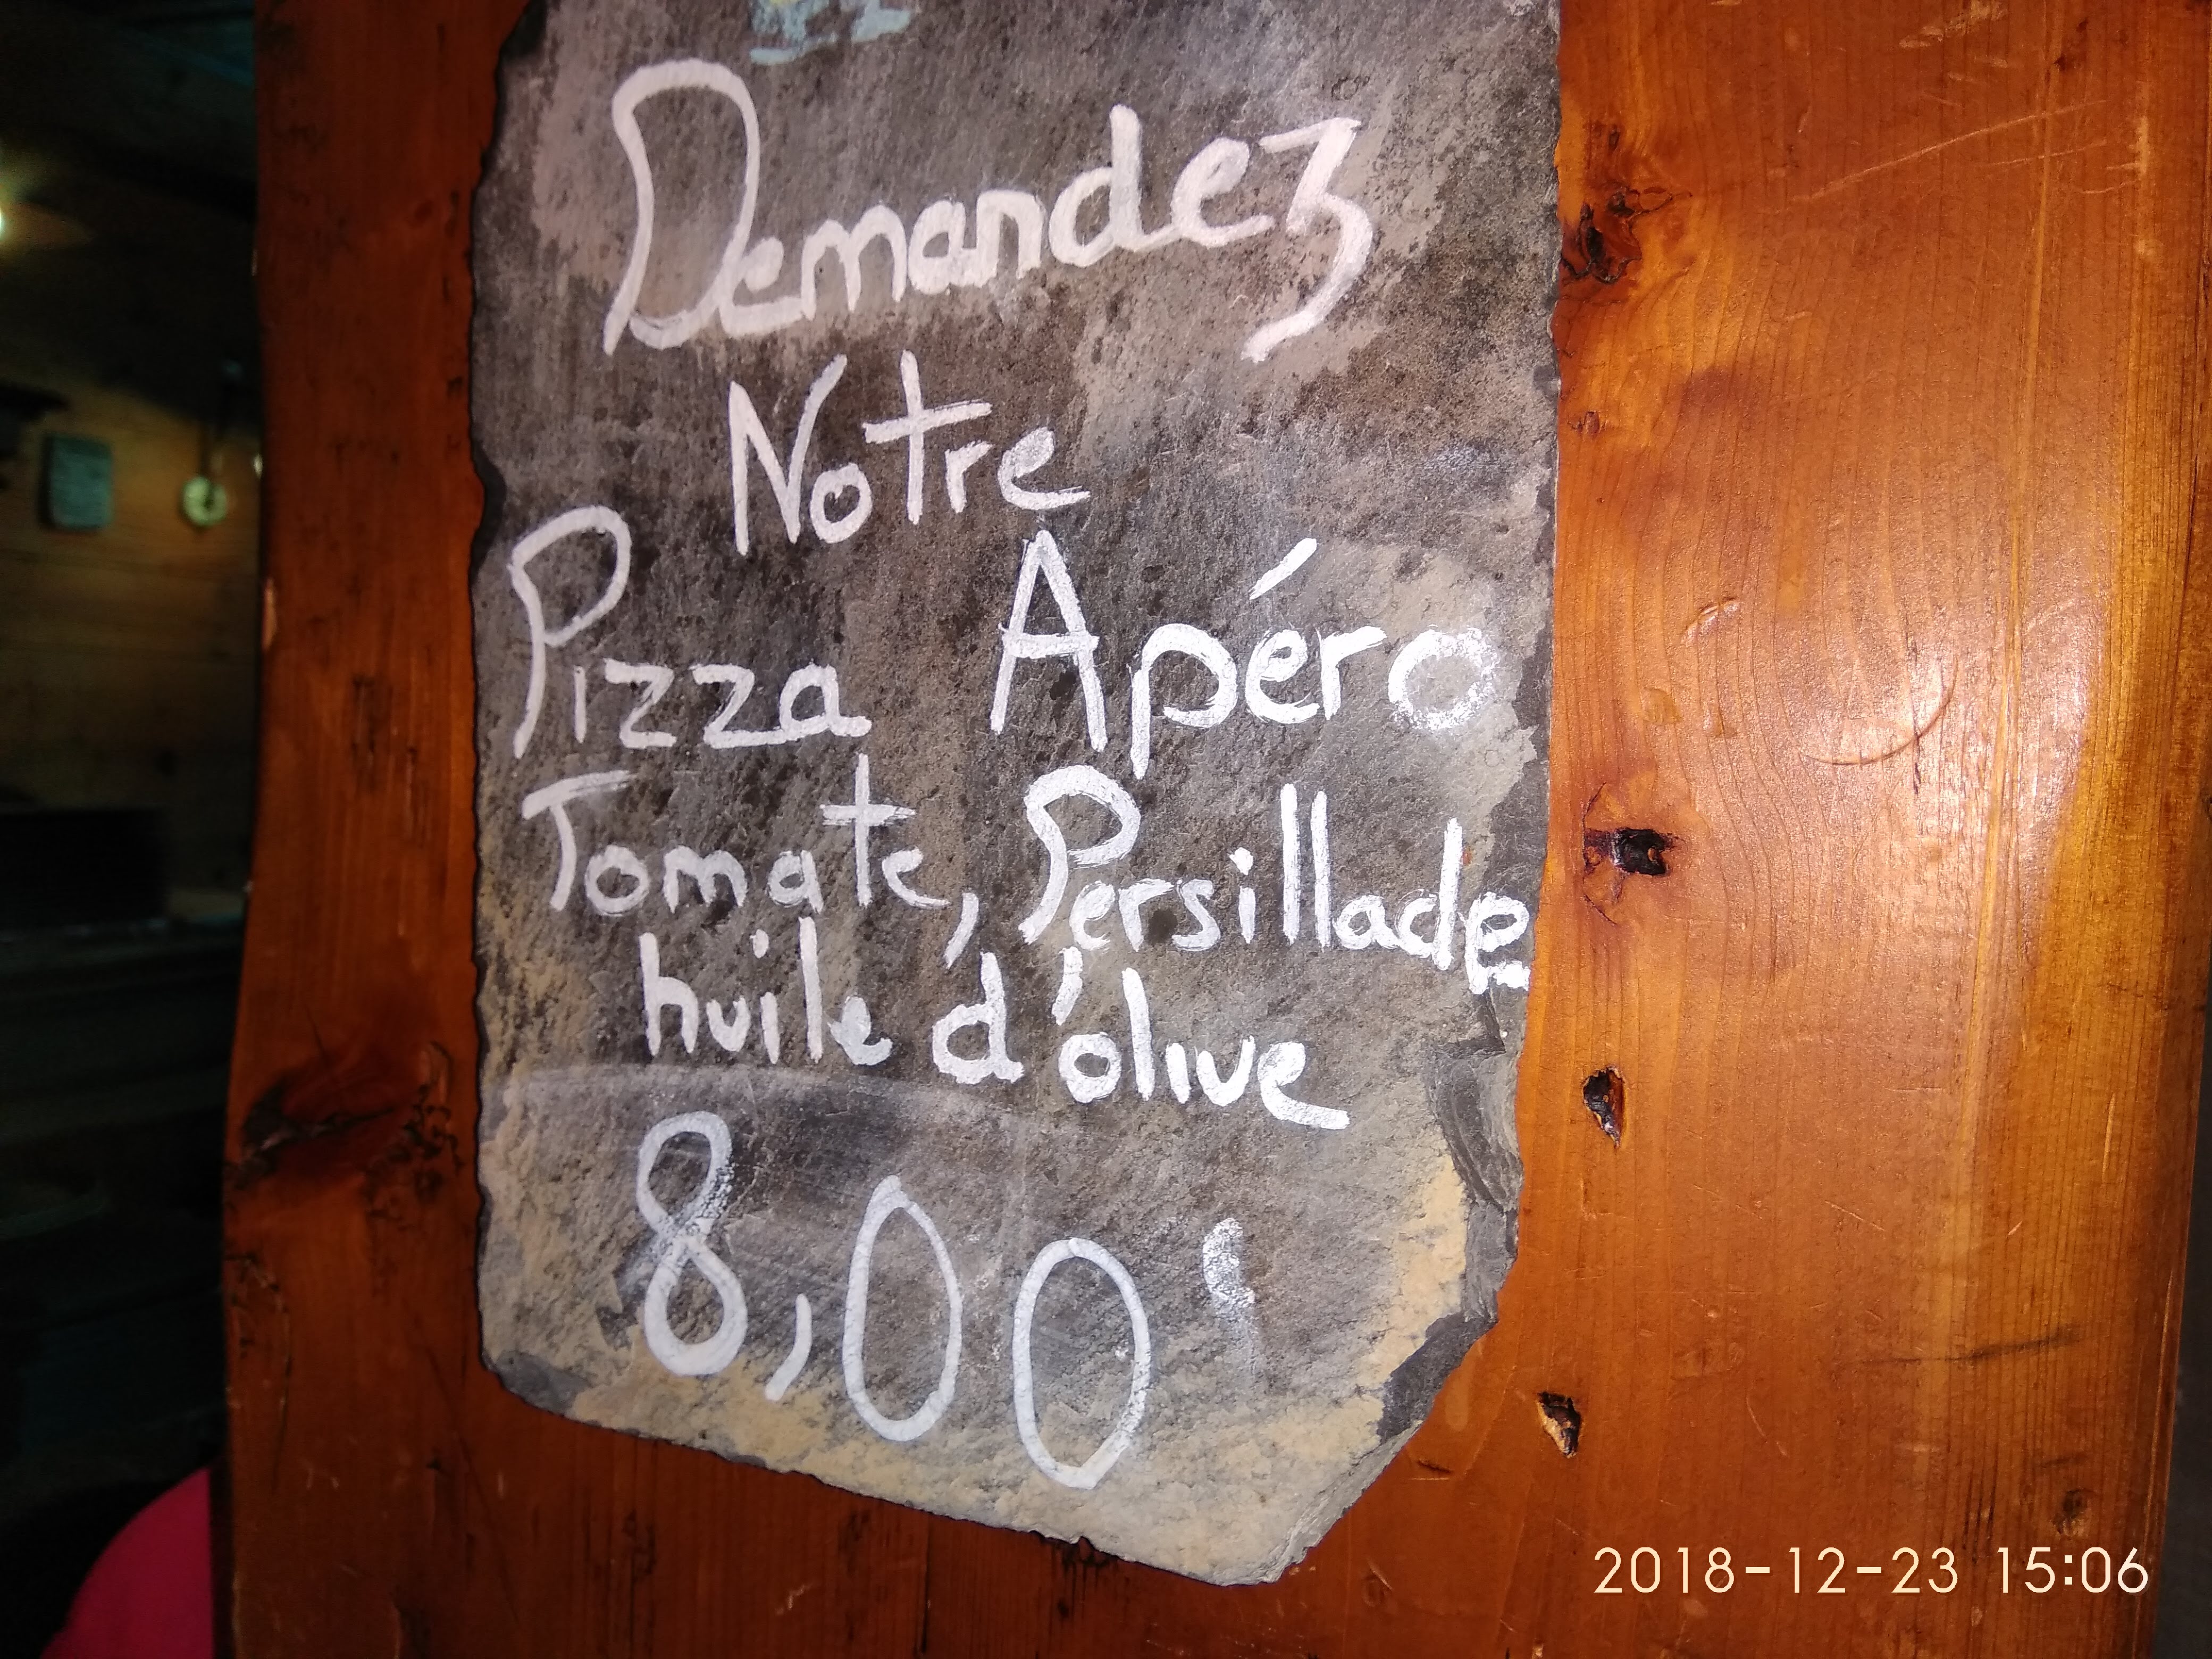 Demandez
Notre
Pizza Apéro
Tomate, Persillade
huile d'olive
8,00
2018-12-23 15:06